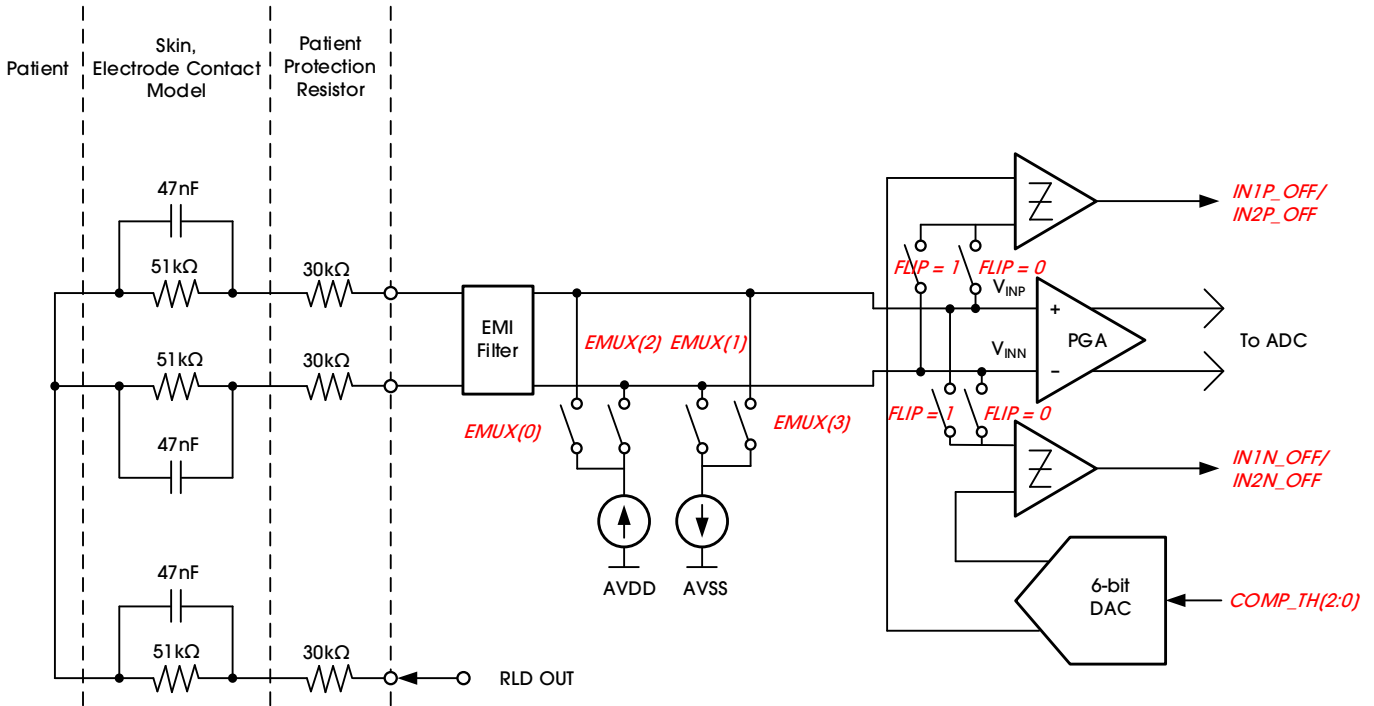 Patient
Skin,
Electrode Contact
Model
Patient
Protection
Resistor
47nF
51kΩ
30kΩ
51kΩ
30kΩ
47nF
47nF
51kΩ
30kΩ
RLD OUT
EMI
Filter
EMUX(2)
EMUX(1)
EMUX(0)
EMUX(3)
AVDD
AVSS
IN1P_OFF/
IN2P_OFF
FLIP = 1
FLIP = 0
VINP
+
PGA
VINN
−
To ADC
FLIP = 1
FLIP = 0
IN1N_OFF/
IN2N_OFF
6-bit
DAC
COMP_TH(2:0)